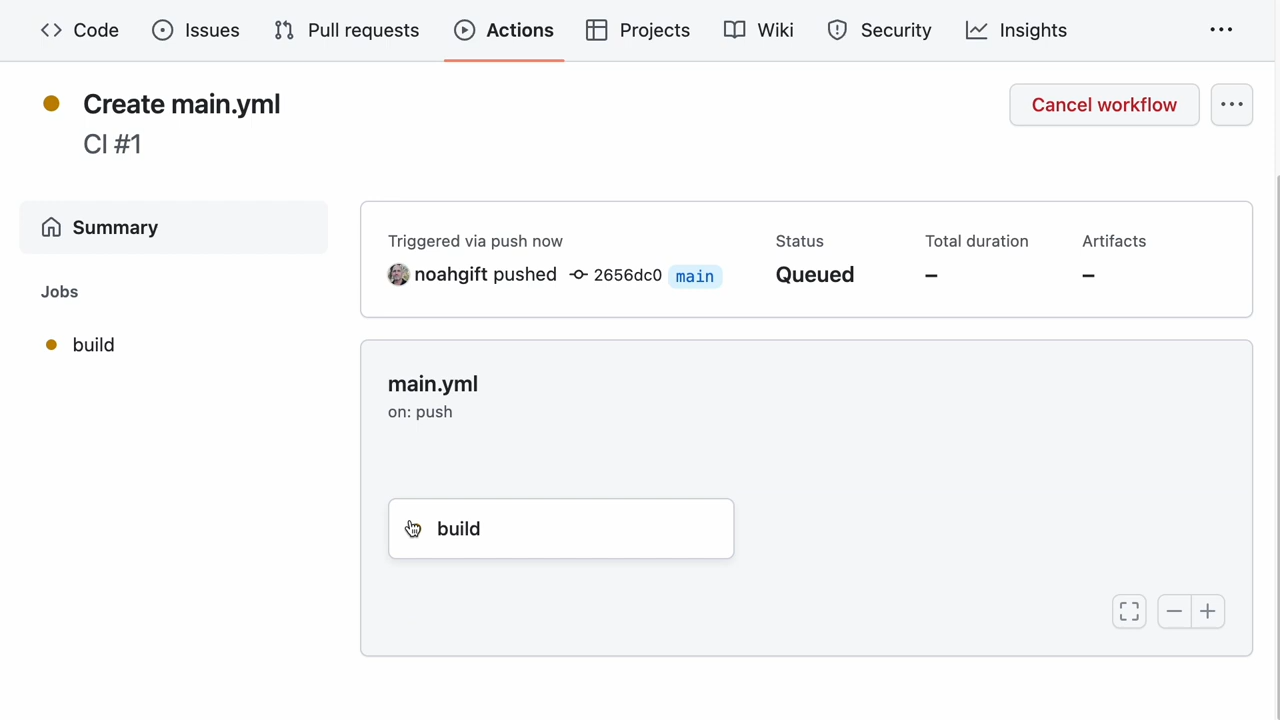 Code Issues Pull requests Actions Projects Wiki Security Insights ...
Create main.yml
CI #1
Cancel workflow ...
Summary
Jobs
build
Triggered via push now
noahgift pushed 2656dc0 main
Status
Queued
Total duration
–
Artifacts
–
main.yml
on: push
build